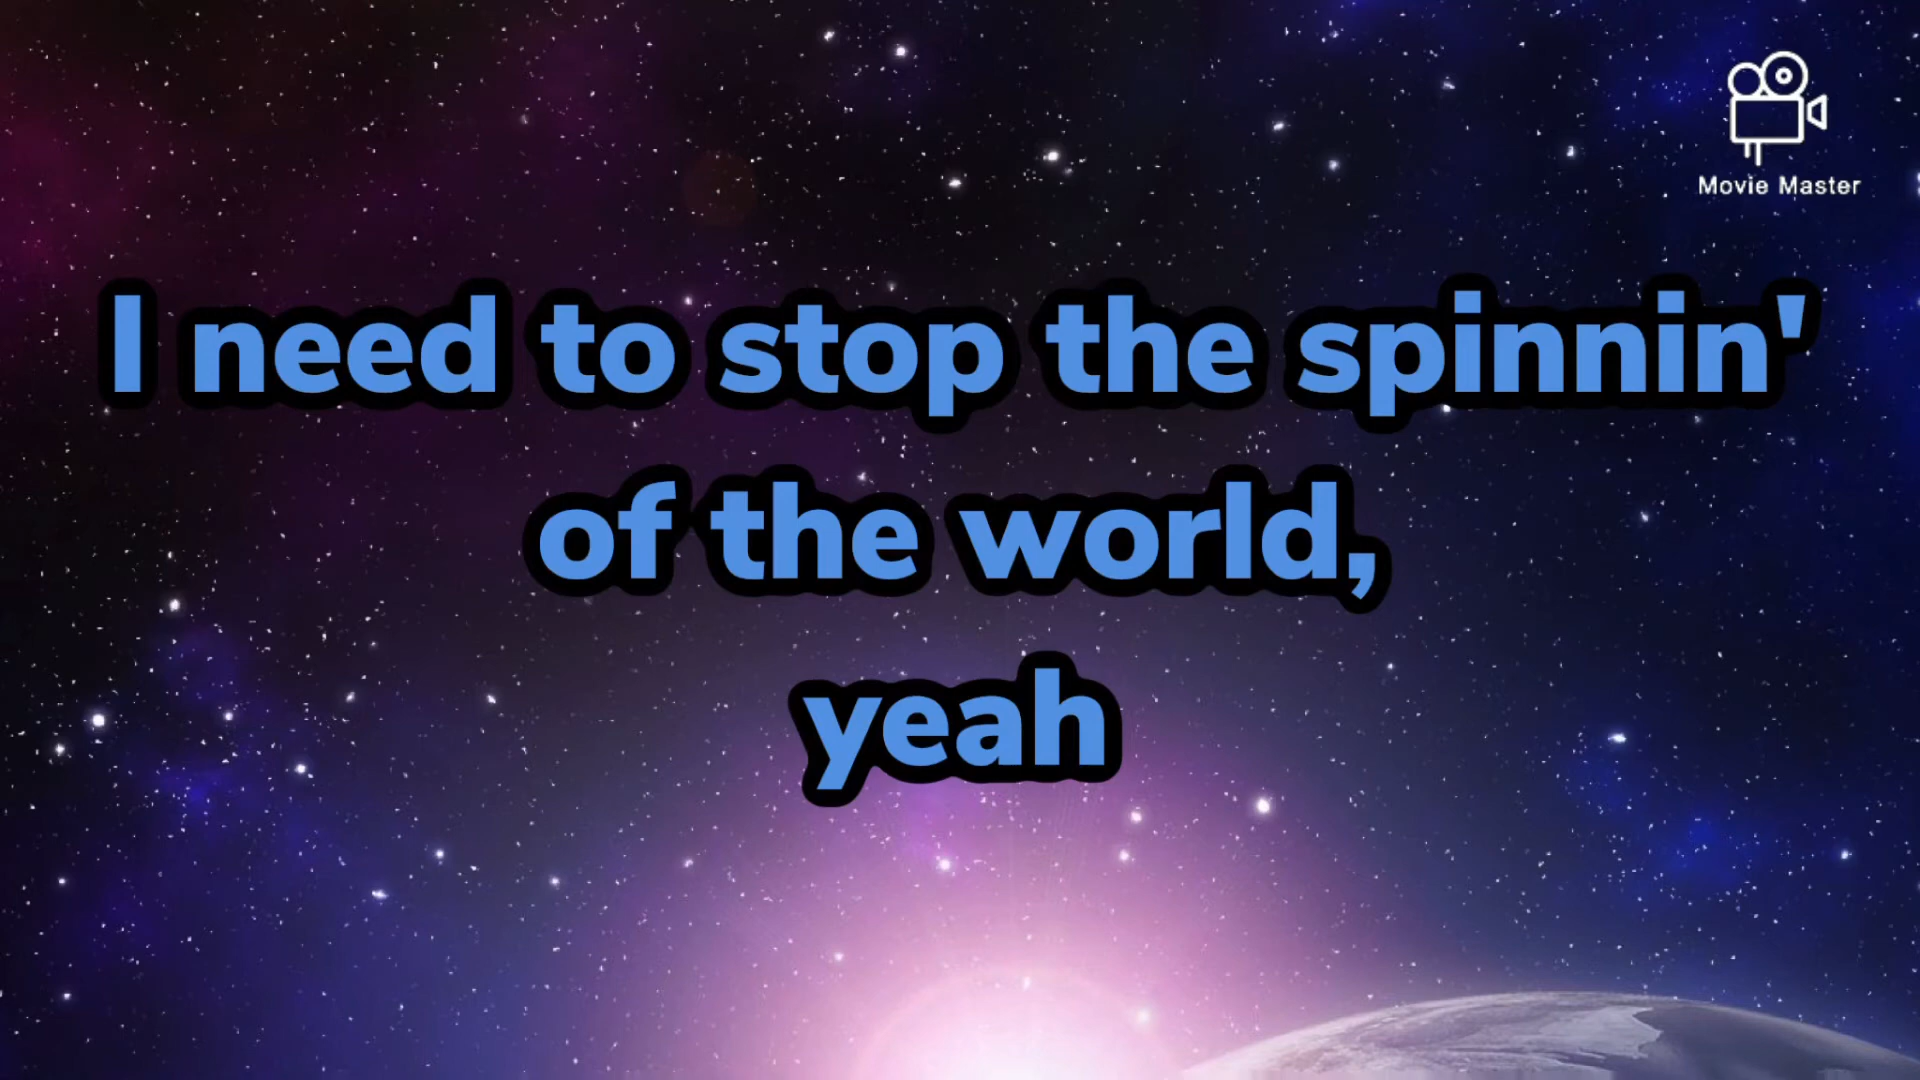 Movie Master
I need to stop the spinnin'
of the world,
yeah